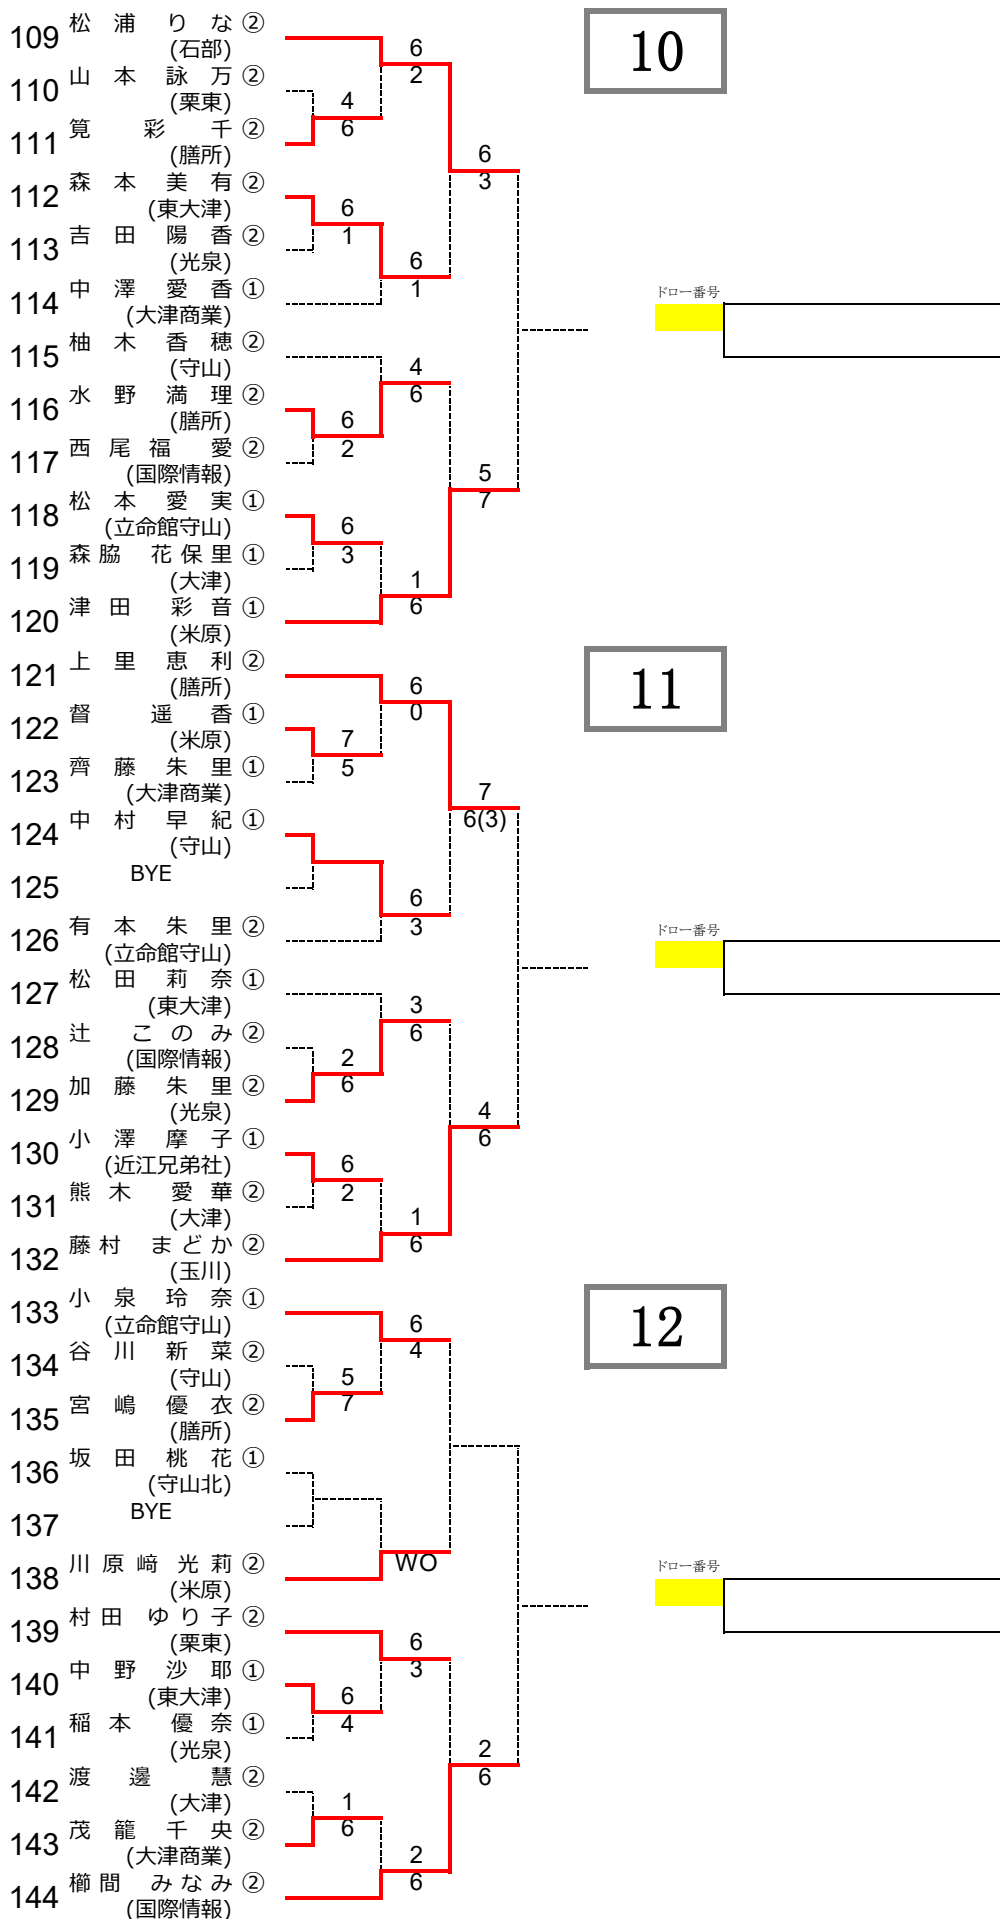 松浦りな②
109
(石部)
6
10
2
山本詠万②
110
(栗東)
4
6
筧彩千②
111
(膳所)
6
3
森本美有②
112
(東大津)
6
1
吉田陽香②
113
(光泉)
6
1
中澤愛香①
114
(大津商業)
ドロー番号
柚木香穂②
115
(守山)
4
6
水野満理②
116
(膳所)
6
2
西尾福愛②
117
(国際情報)
5
7
松本愛実①
118
(立命館守山)
6
3
森脇花保里①
119
(大津)
1
6
津田彩音①
120
(米原)
上里恵利②
121
(膳所)
6
11
0
督遥香①
122
(米原)
7
5
齊藤朱里①
123
(大津商業)
7
6(3)
中村早紀①
124
(守山)
BYE
125
6
3
有本朱里②
126
(立命館守山)
ドロー番号
松田莉奈①
127
(東大津)
3
6
辻このみ②
128
(国際情報)
2
6
加藤朱里②
129
(光泉)
4
6
小澤摩子①
130
(近江兄弟社)
6
2
熊木愛華②
131
(大津)
1
6
藤村まどか②
132
(玉川)
小泉玲奈①
133
(立命館守山)
6
12
4
谷川新菜②
134
(守山)
5
7
宮嶋優衣②
135
(膳所)
坂田桃花①
136
(守山北)
BYE
137
WO
川原﨑光莉②
138
(米原)
ドロー番号
村田ゆり子②
139
(栗東)
6
3
中野沙耶①
140
(東大津)
6
4
稲本優奈①
141
(光泉)
2
6
渡邊慧②
142
(大津)
1
6
茂籠千央②
143
(大津商業)
2
6
曛間みなみ②
144
(国際情報)